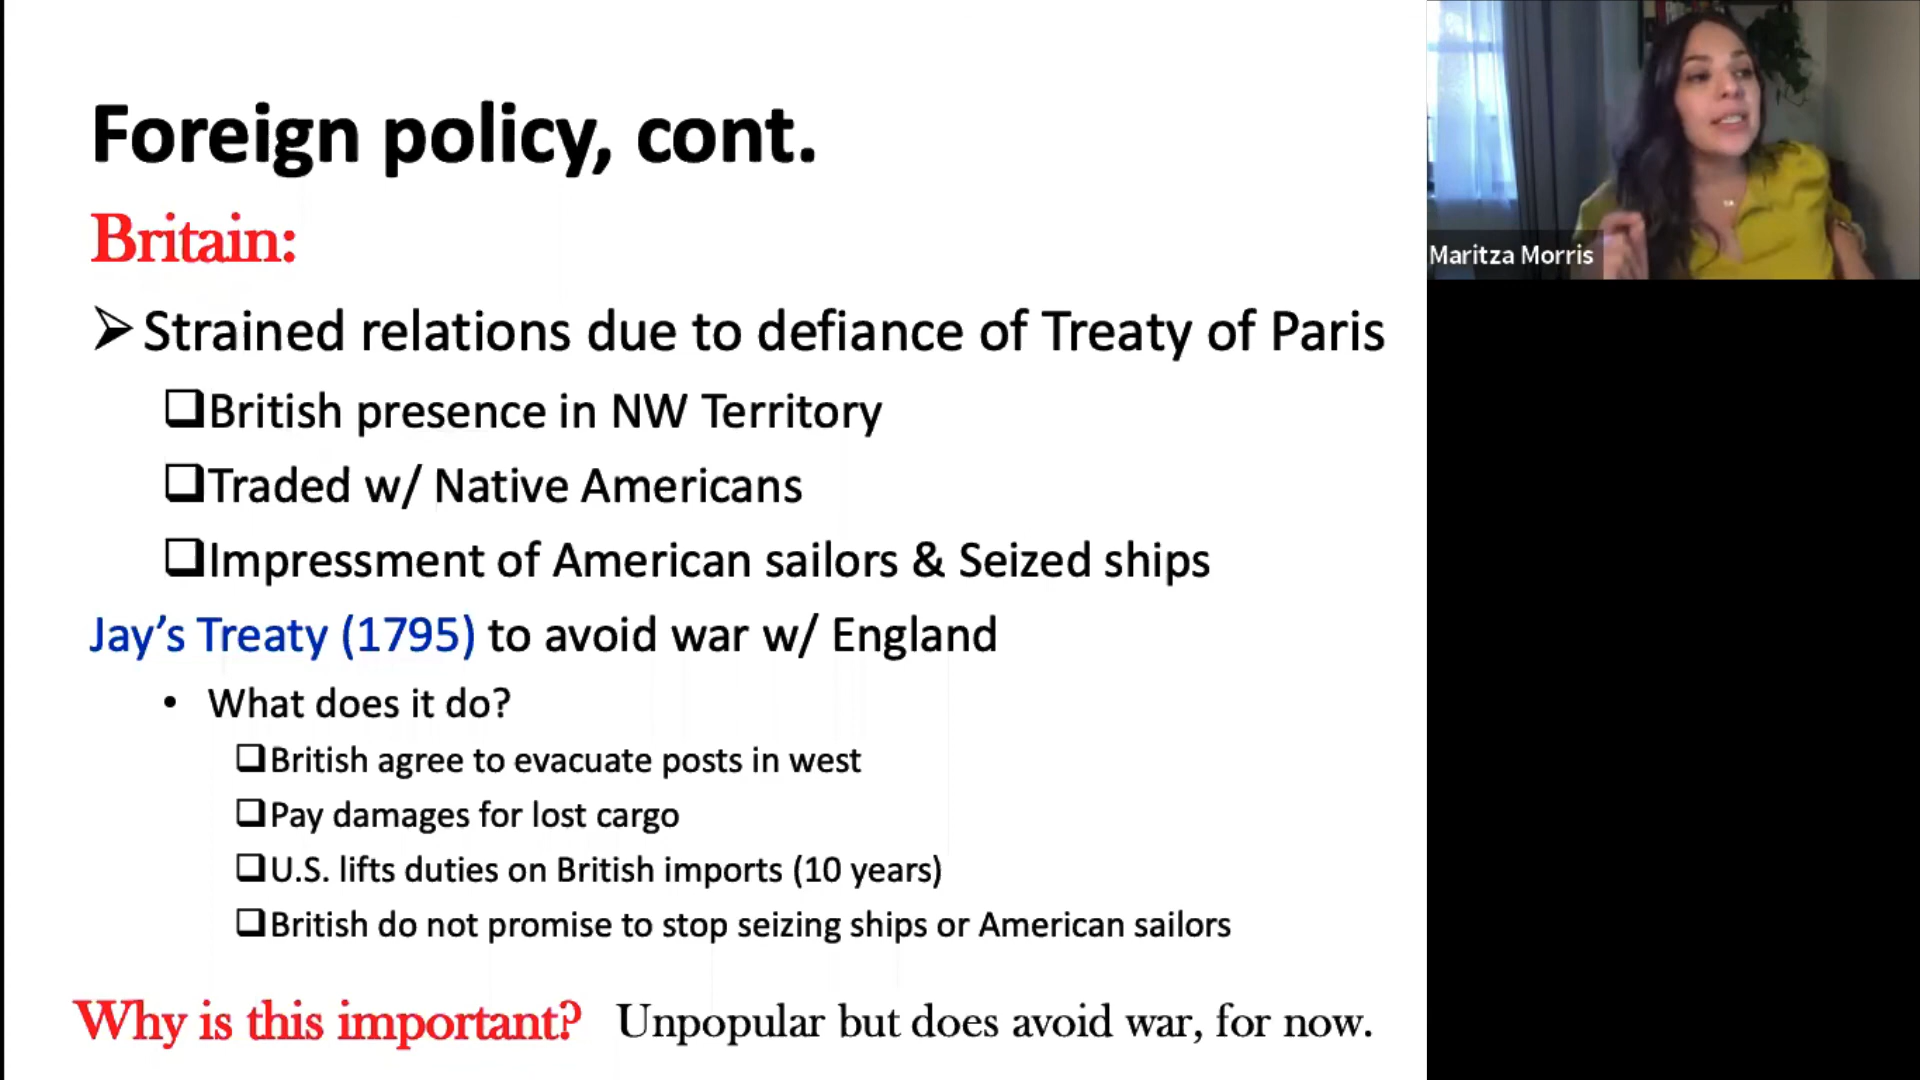 Foreign policy, cont.
Britain:
Strained relations due to defiance of Treaty of Paris
British presence in NW Territory
Traded w/ Native Americans
Impressment of American sailors & Seized ships
Jay’s Treaty (1795) to avoid war w/ England
• What does it do?
British agree to evacuate posts in west
Pay damages for lost cargo
U.S. lifts duties on British imports (10 years)
British do not promise to stop seizing ships or American sailors
Why is this important? Unpopular but does avoid war, for now.
Maritza Morris